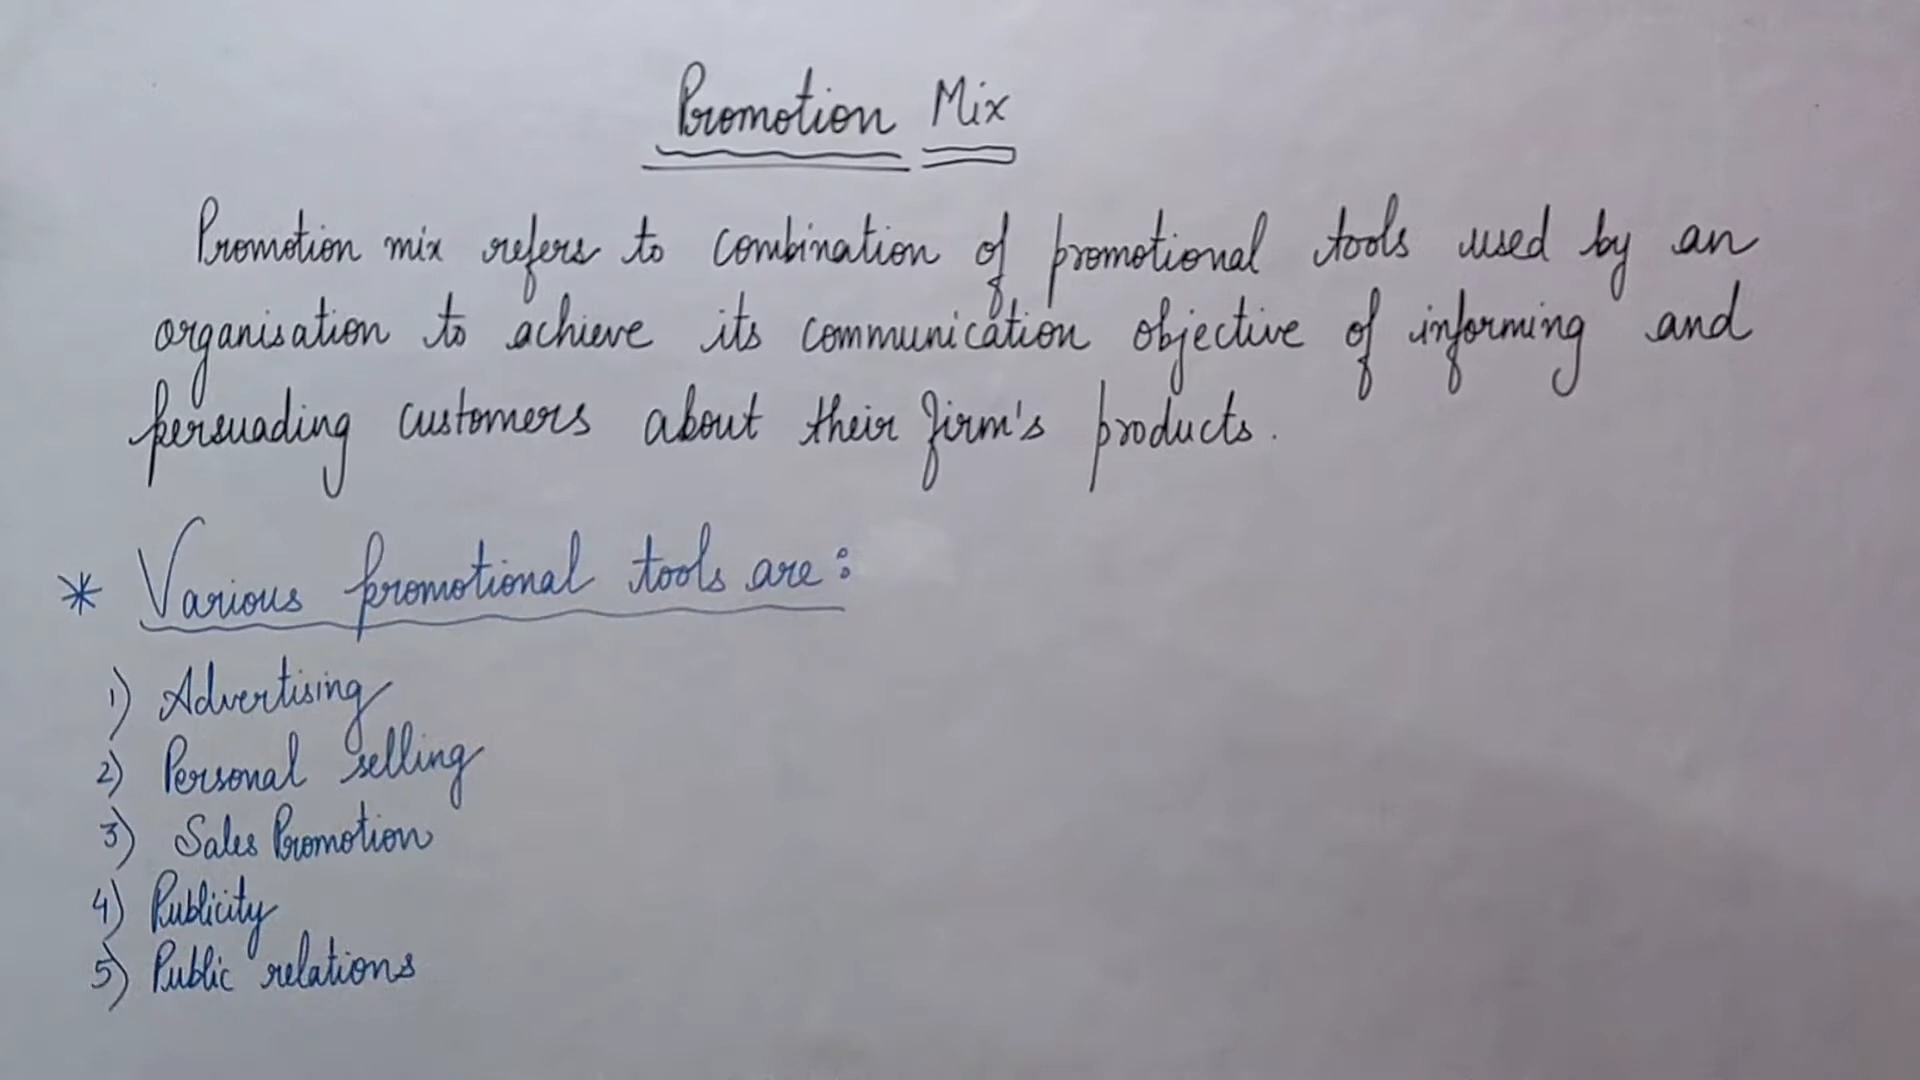 Promotion Mix
Promotion mix refers to combination of promotional tools used by an
organisation to achieve its communication objective of informing and
persuading customers about their firm's products.
* Various promotional tools are:
1) Advertising
2) Personal selling
3) Sales Promotion
4) Publicity
5) Public relations